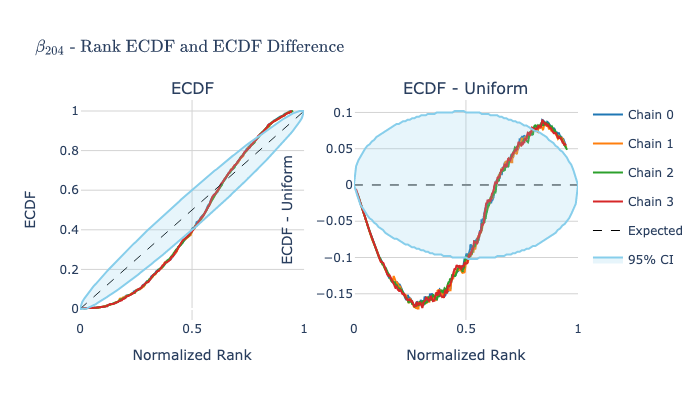 β204 - Rank ECDF and ECDF Difference
ECDF
ECDF - Uniform
1
0.8
0.6
0.4
0.2
0
ECDF
0
0.5
1
Normalized Rank
0.1
0.05
0
−0.05
−0.1
−0.15
ECDF - Uniform
0
0.5
1
Normalized Rank
Chain 0
Chain 1
Chain 2
Chain 3
Expected
95% CI